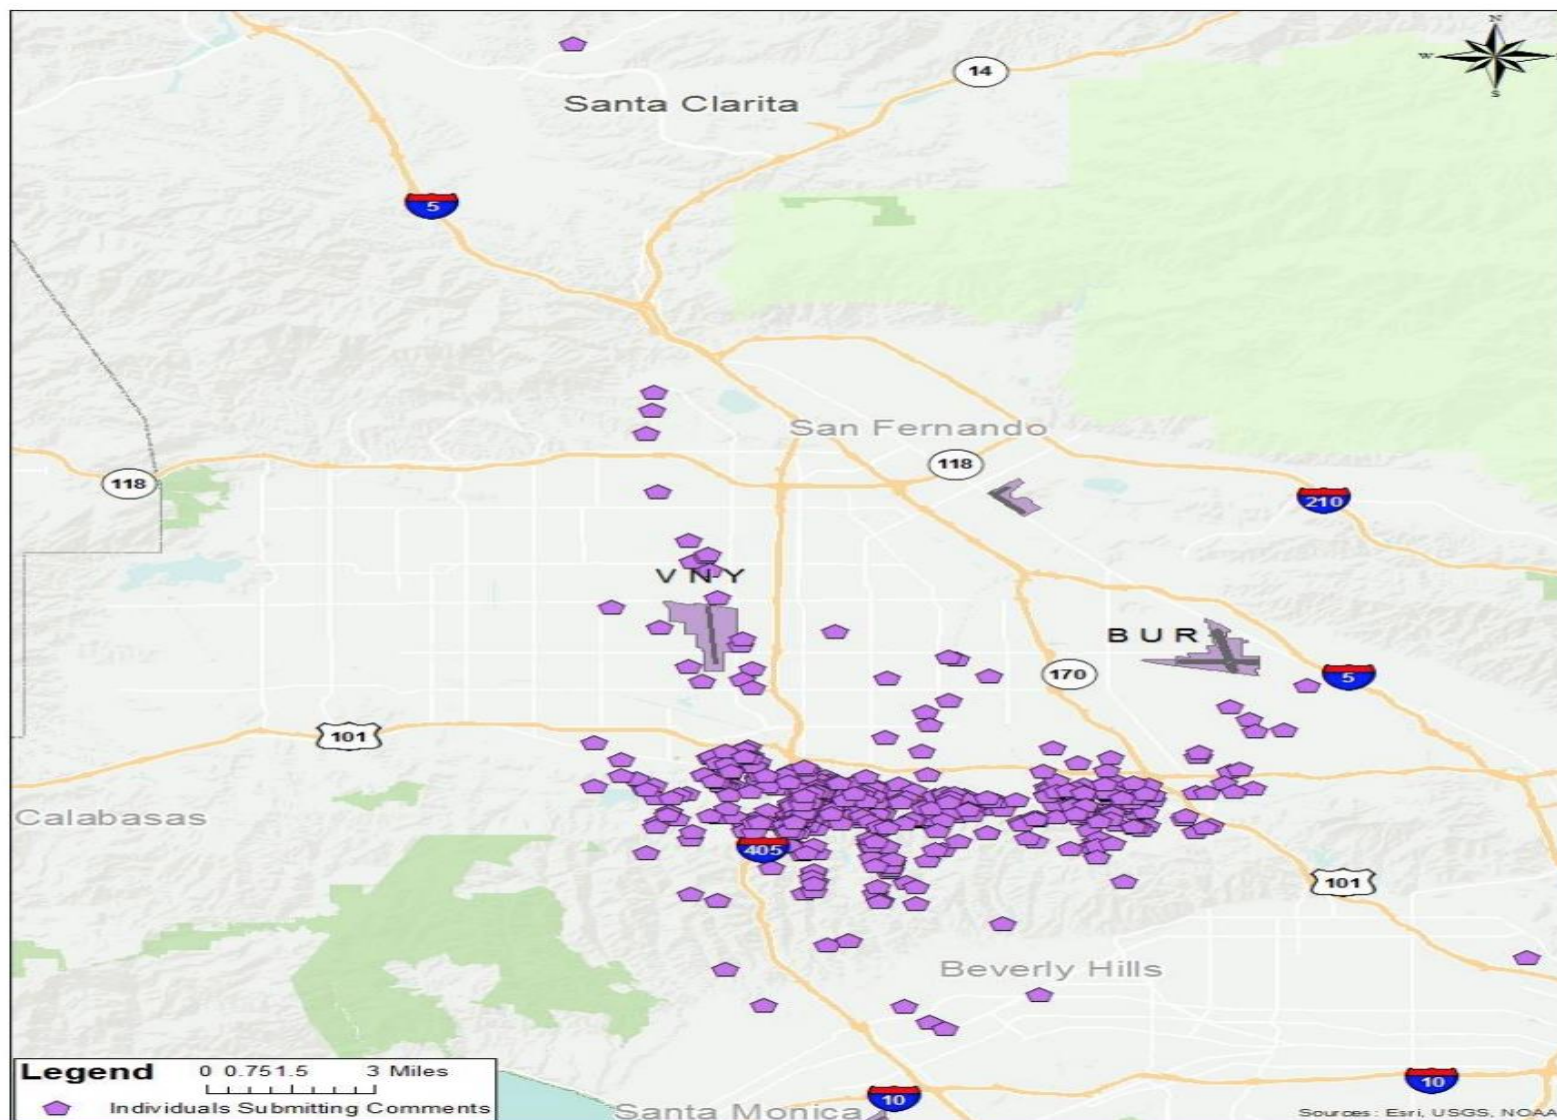 N
W
S
14
Santa Clarita
5
San Fernando
118
118
210
VNY
BUR
170
5
101
Calabasas
405
101
Beverly Hills
Legend
0 0.75 1.5 3 Miles
Individuals Submitting Comments
10
10
Santa Monica
Sources: Esri, USGS, NOAA